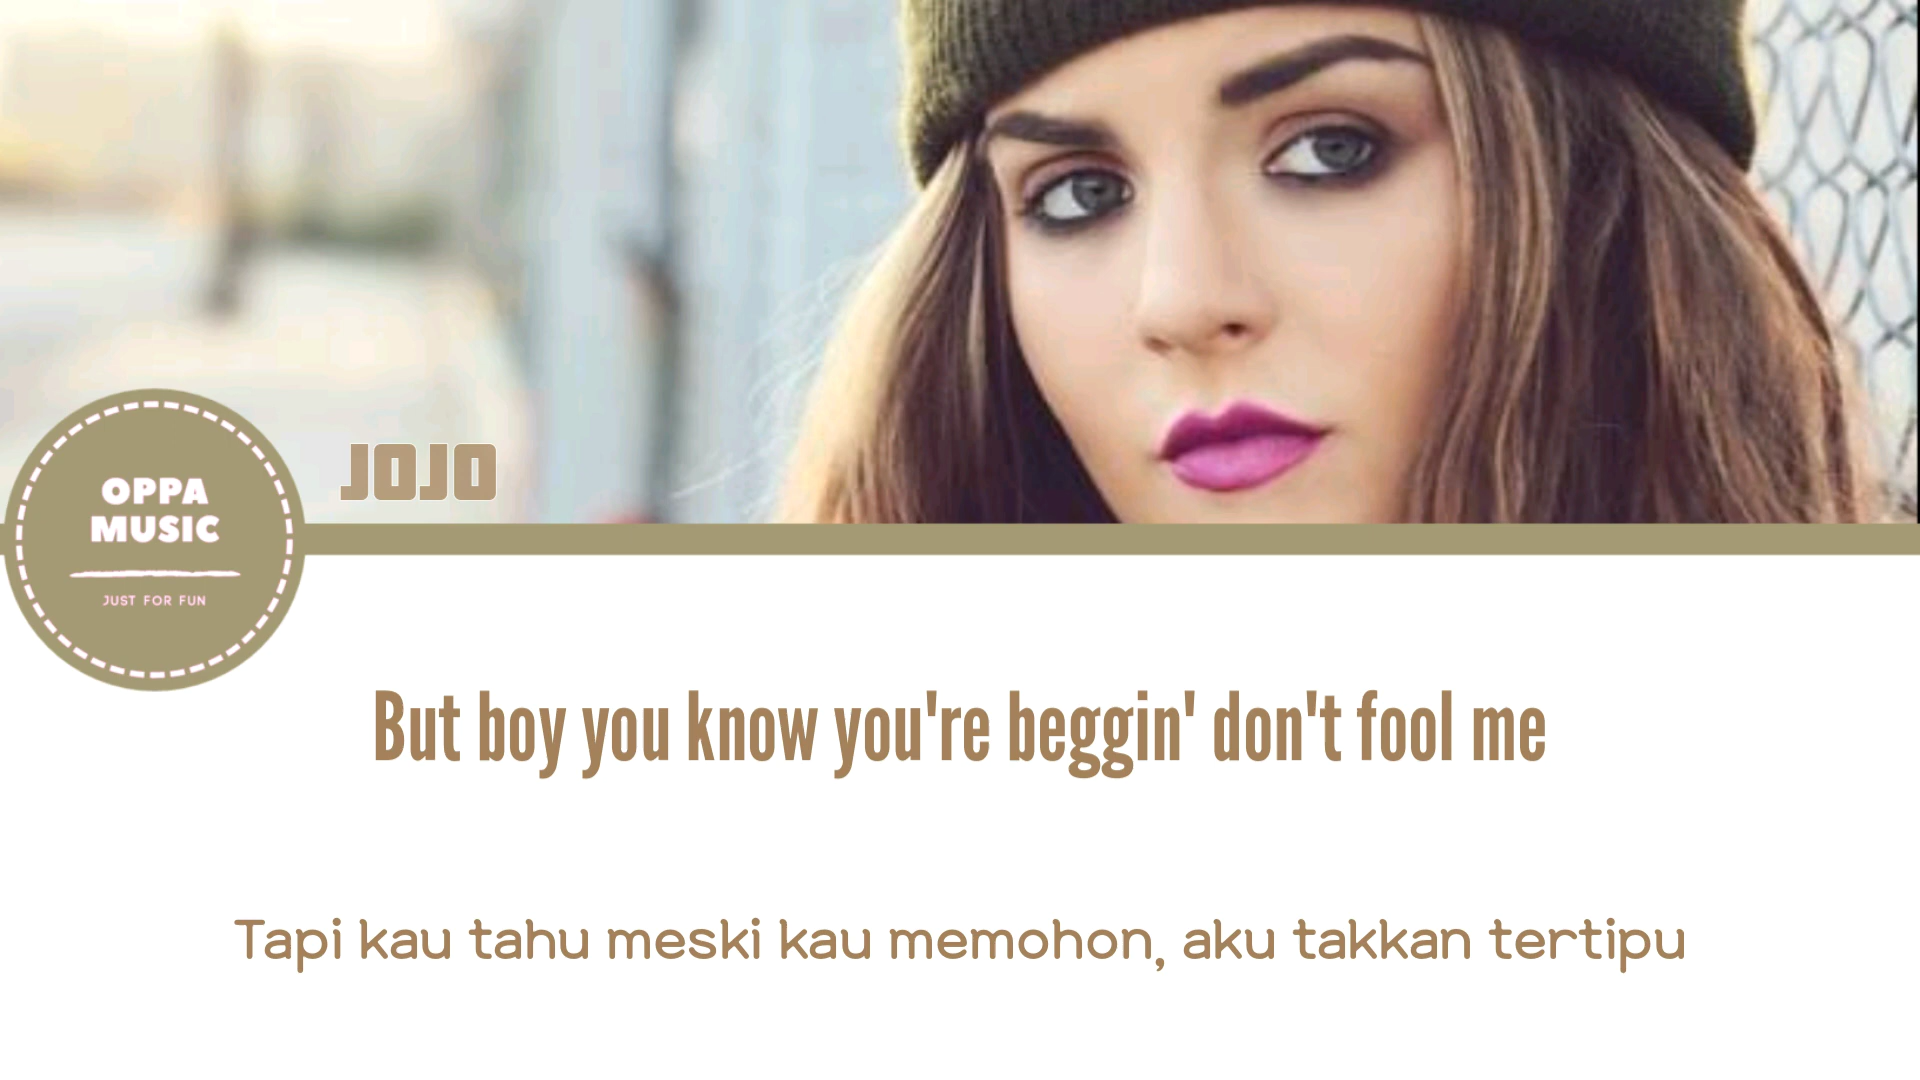 JOJO
OPPA
MUSIC
JUST FOR FUN
But boy you know you're beggin' don't fool me
Tapi kau tahu meski kau memohon, aku takkan tertipu